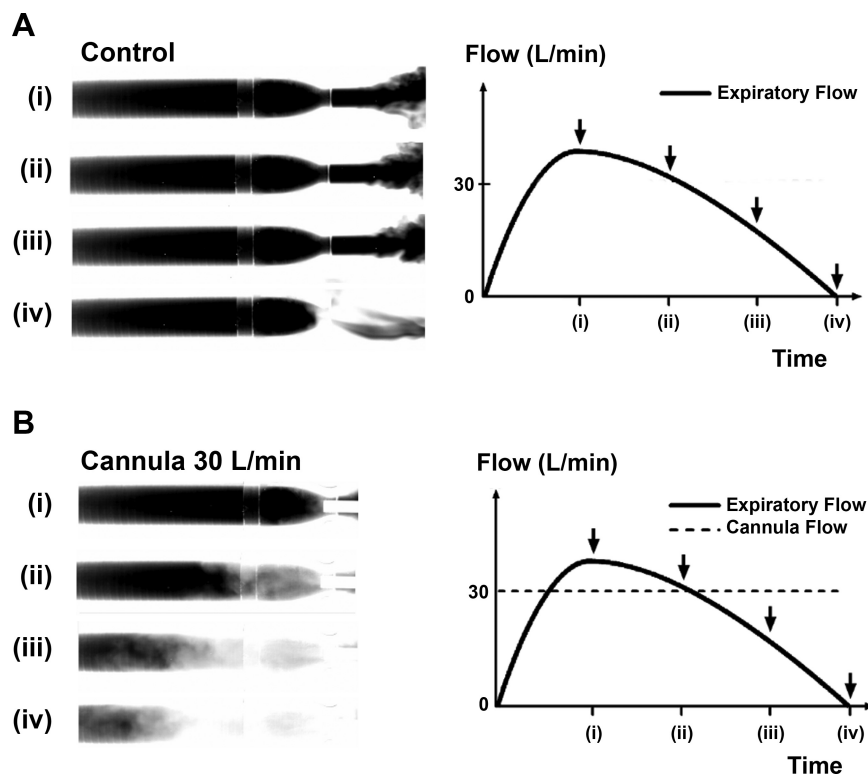 A
Control
(i)
(ii)
(iii)
(iv)
Flow (L/min)
Expiratory Flow
30
0
(i)
(ii)
(iii)
(iv)
Time
B
Cannula 30 L/min
(i)
(ii)
(iii)
(iv)
Flow (L/min)
Expiratory Flow
Cannula Flow
30
0
(i)
(ii)
(iii)
(iv)
Time